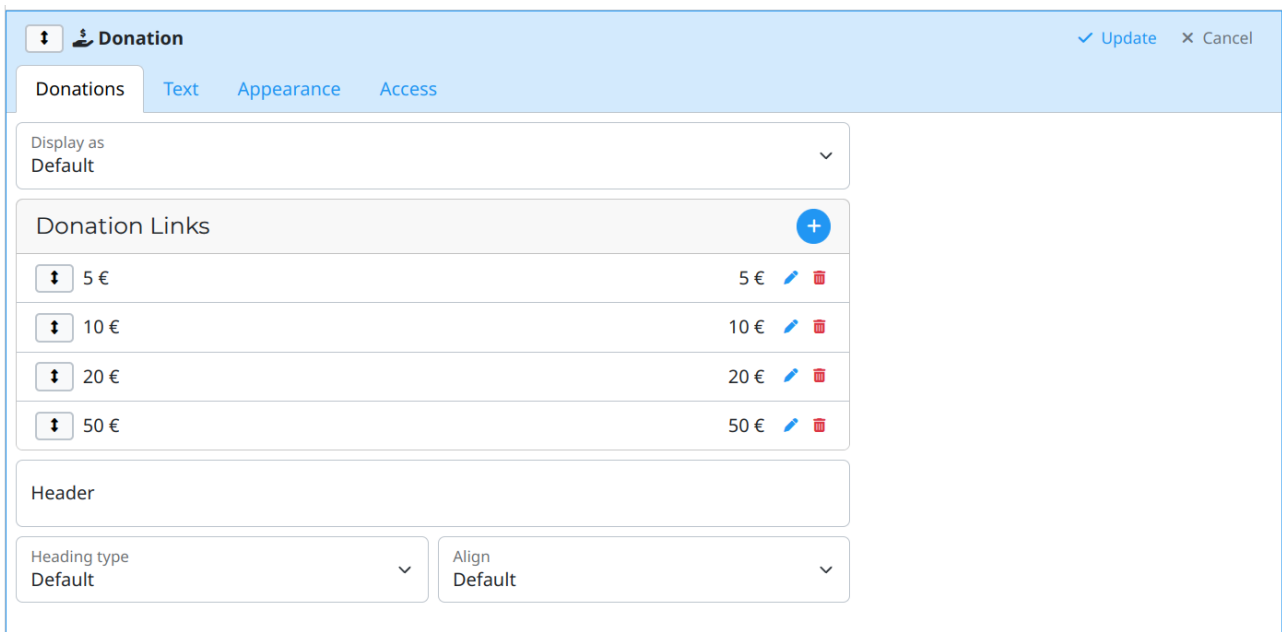 Donation Update Cancel
Donations Text Appearance Access
Display as
Default
Donation Links
5 € 5 €
10 € 10 €
20 € 20 €
50 € 50 €
Header
Heading type Align
Default Default